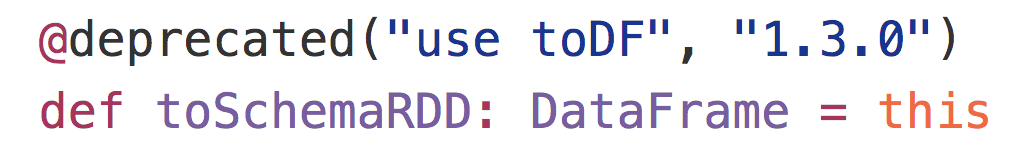 @deprecated("use toDF", "1.3.0")
def toSchemaRDD: DataFrame = this